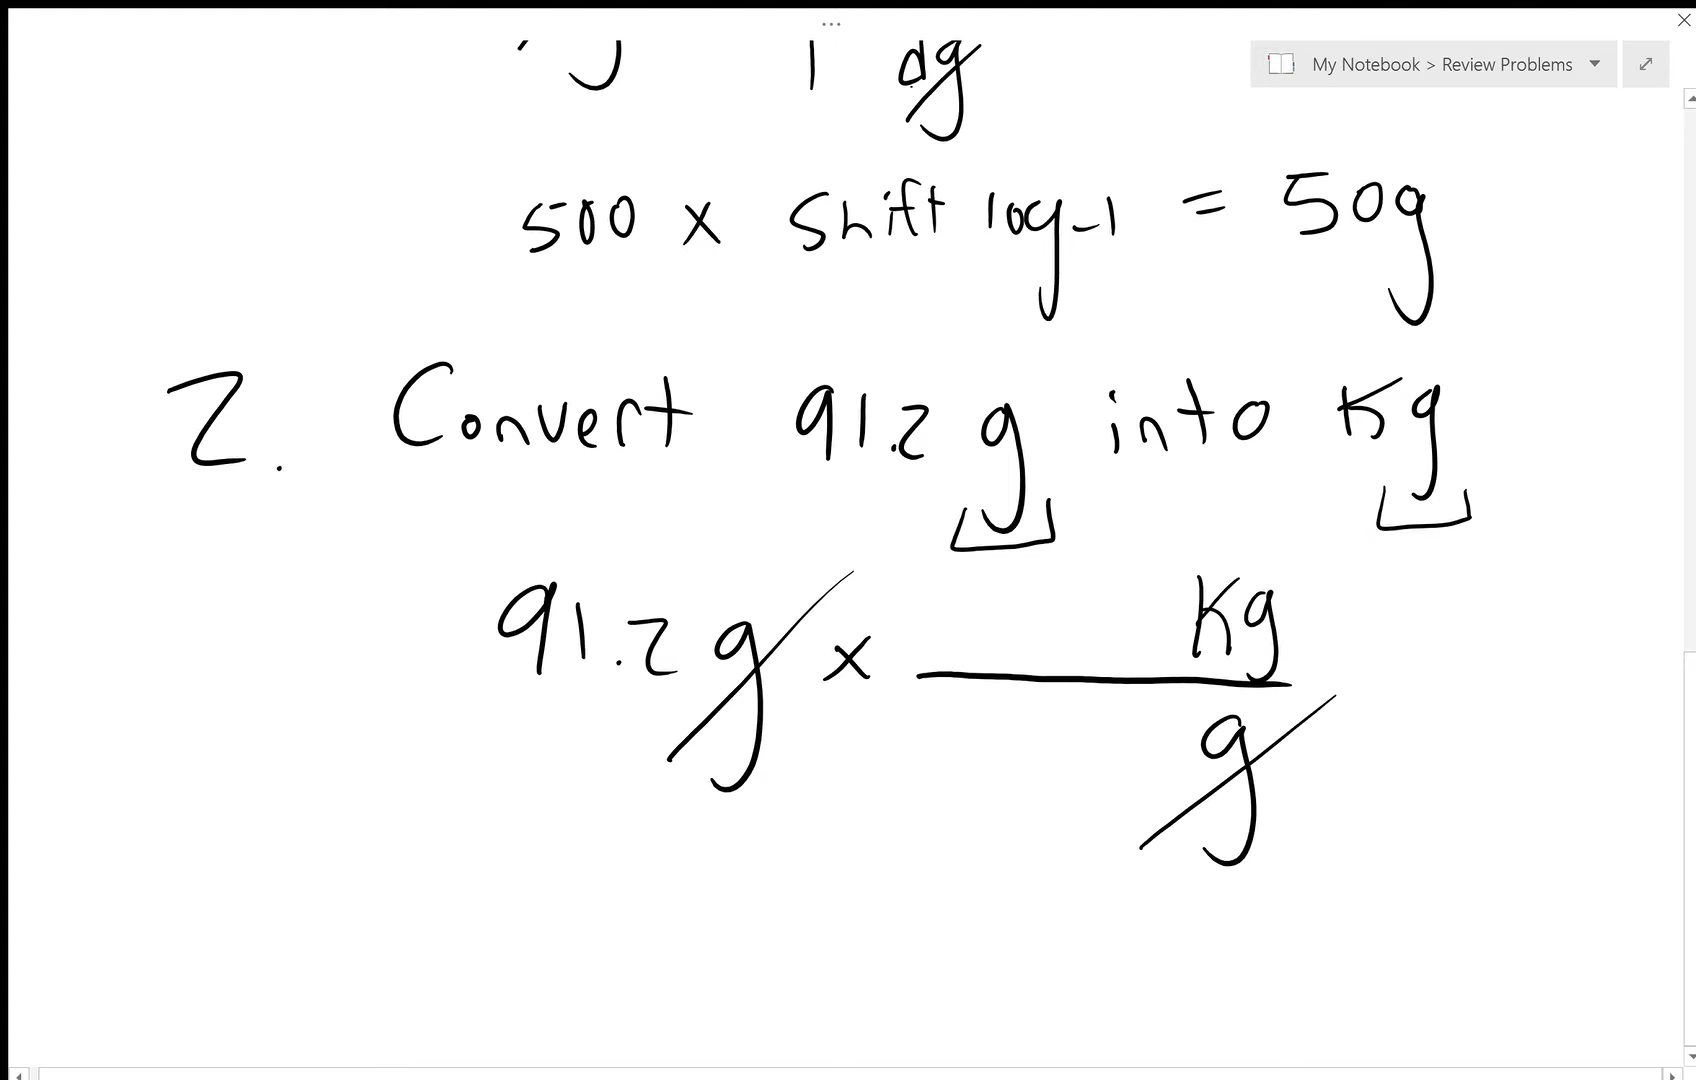 ...
My Notebook > Review Problems
1 dg
500 x Shift log-1 = 50g
2. Convert 91.2 g into Kg
91.2 g x Kg
g